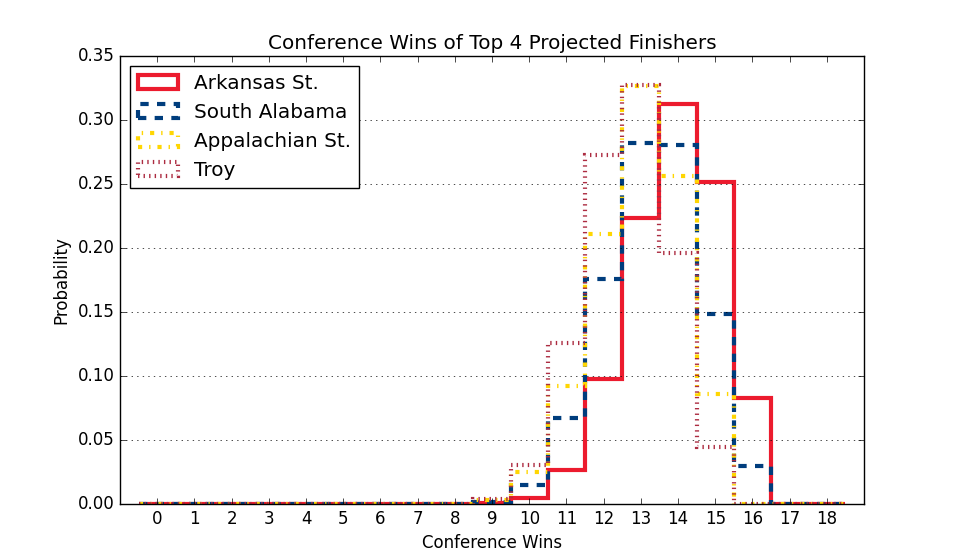 Conference Wins of Top 4 Projected Finishers
0.35
0.30
0.25
0.20
0.15
0.10
0.05
0.00
Probability
Arkansas St.
South Alabama
Appalachian St.
Troy
0 1 2 3 4 5 6 7 8 9 10 11 12 13 14 15 16 17 18
Conference Wins